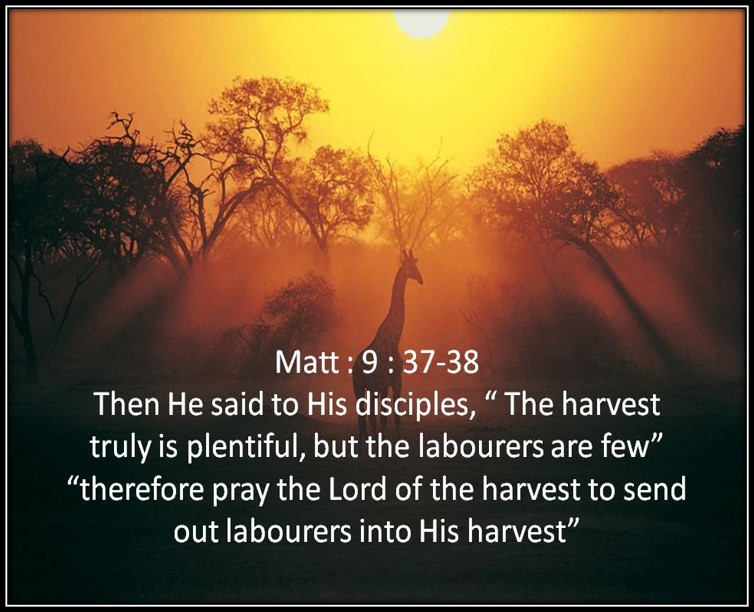 Matt : 9 : 37-38
Then He said to His disciples, “ The harvest
truly is plentiful, but the labourers are few”
“therefore pray the Lord of the harvest to send
out labourers into His harvest”